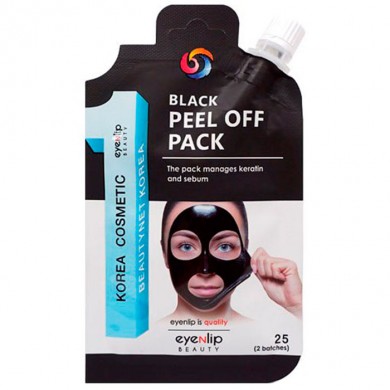 BLACK
PEEL OFF
PACK
The pack manages keratin
and sebum
eyeNlip
BEAUTY
KOREA COSMETIC
BEAUTYNET KOREA
eyenlip is quality
eyeNlip
BEAUTY
25
(2 batches)